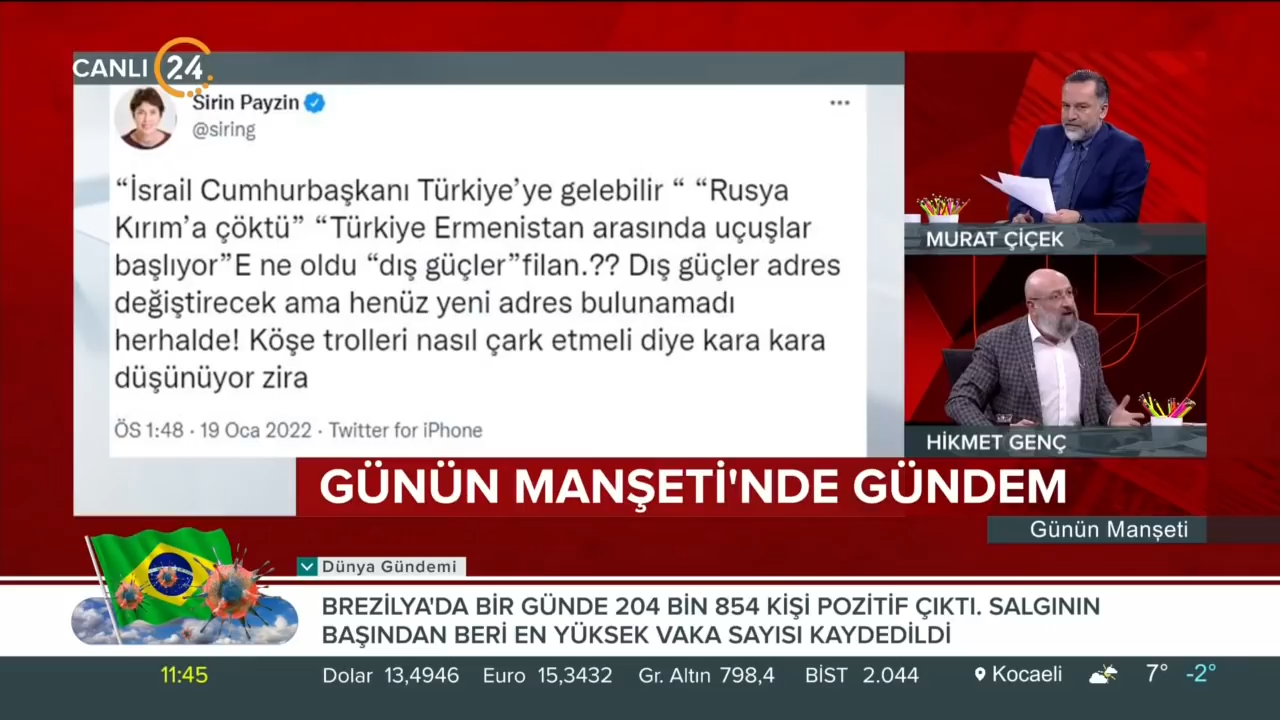 CANLI 24
Sirin Payzin
@siring
“İsrail Cumhurbaşkanı Türkiye’ye gelebilir “ “Rusya
Kırım’a çöktü” “Türkiye Ermenistan arasında uçuşlar
başlıyor”E ne oldu “dış güçler”filan.?? Dış güçler adres
değiştirecek ama henüz yeni adres bulunamadı
herhalde! Köşe trolleri nasıl çark etmeli diye kara kara
düşünüyor zira
ÖS 1:48 · 19 Oca 2022 · Twitter for iPhone
MURAT ÇİÇEK
HİKMET GENÇ
GÜNÜN MANŞETİ'NDE GÜNDEM
Günün Manşeti
Dünya Gündemi
BREZİLYA'DA BİR GÜNDE 204 BİN 854 KİŞİ POZİTİF ÇIKTI. SALGININ
BAŞINDAN BERİ EN YÜKSEK VAKA SAYISI KAYDEDİLDİ
11:45 Dolar 13,4946 Euro 15,3432 Gr. Altın 798,4 BİST 2.044 Kocaeli 7° -2°